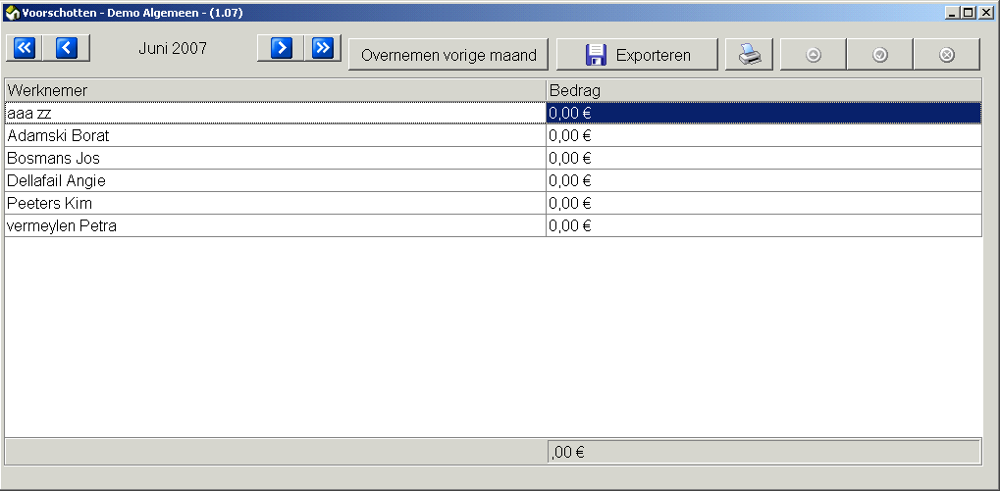 Voorschotten - Demo Algemeen - (1.07)
Juni 2007
Overnemen vorige maand
Exporteren
Werknemer Bedrag
aaa zz 0,00 €
Adamski Borat 0,00 €
Bosmans Jos 0,00 €
Dellafail Angie 0,00 €
Peeters Kim 0,00 €
vermeylen Petra 0,00 €
,00 €